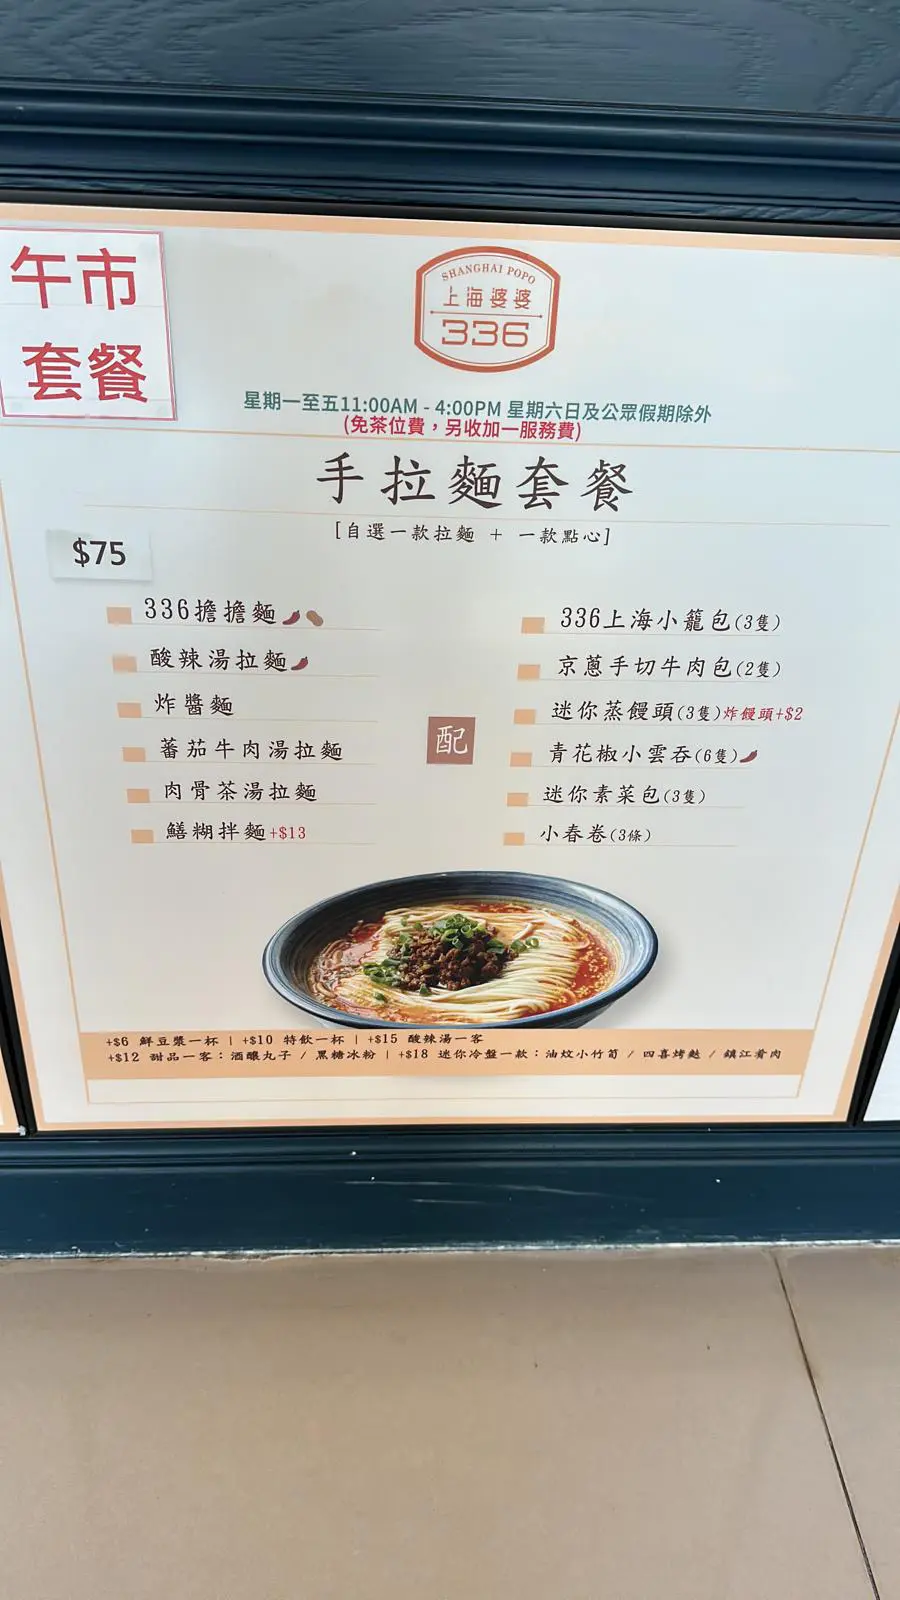 午市
套餐
SHANGHAI POPO
上海婆婆
336
星期一至五11:00AM - 4:00PM 星期六日及公眾假期除外
(免茶位費，另收加一服務費)
手拉麵套餐
[自選一款拉麵 + 一款點心]
$75
336擔擔麵
酸辣湯拉麵
炸醬麵
蕃茄牛肉湯拉麵
肉骨茶湯拉麵
鱔糊拌麵+$13
配
336上海小籠包(3隻)
京蔥手切牛肉包(2隻)
迷你蒸饅頭(3隻)炸饅頭+$2
青花椒小雲吞(6隻)
迷你素菜包(3隻)
小春卷(3條)
+$6 鮮豆漿一杯 | +$10 特飲一杯 | +$15 酸辣湯一客
+$12 甜品一客：酒釀丸子 / 黑糖冰粉 | +$18 迷你冷盤一款：油炆小竹筍 / 四喜烤麩 / 鎮江肴肉